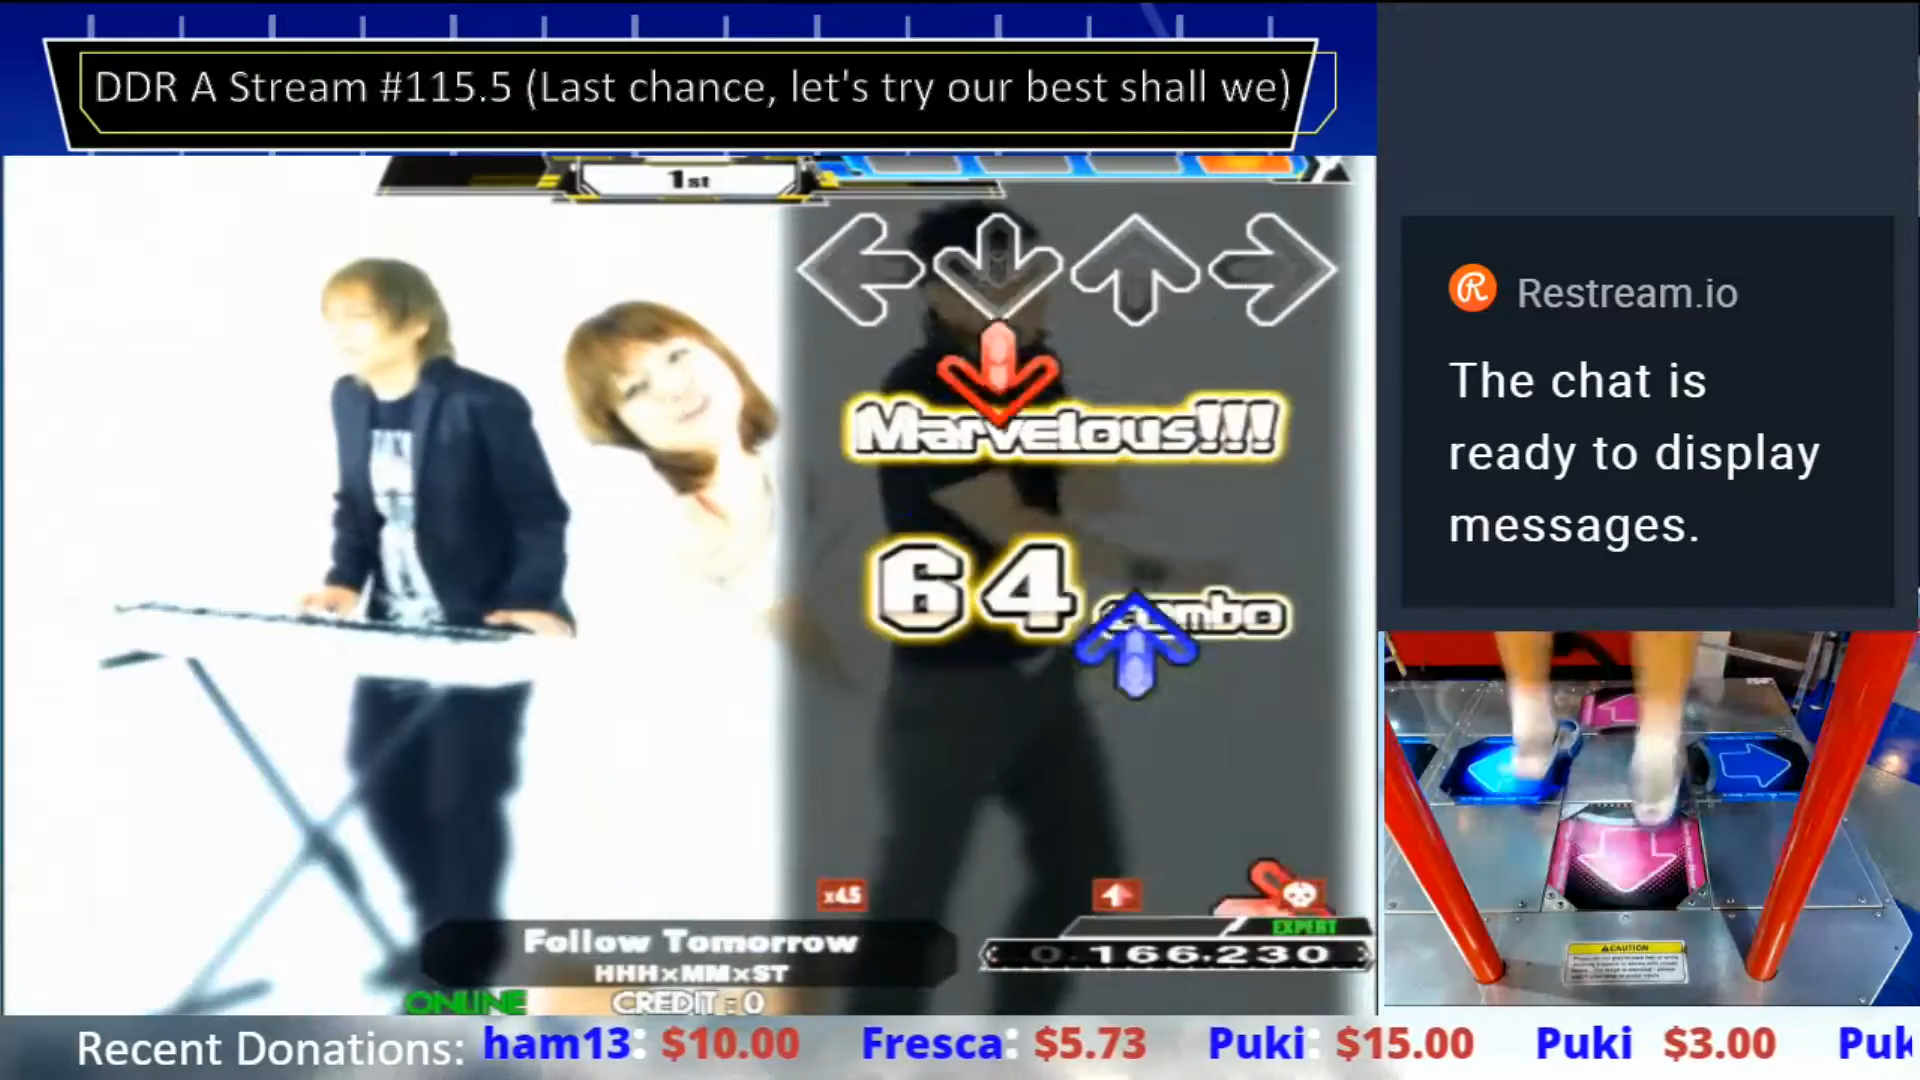 DDR A Stream #115.5 (Last chance, let's try our best shall we)
1st
Marvelous!!!
64 combo
x4.5
EXPERT
0.166.230
Follow Tomorrow
HHH×MM×ST
ONLINE
CREDIT : 0
Restream.io
The chat is
ready to display
messages.
CAUTION
Recent Donations: ham13: $10.00 Fresca: $5.73 Puki: $15.00 Puki $3.00 Puk